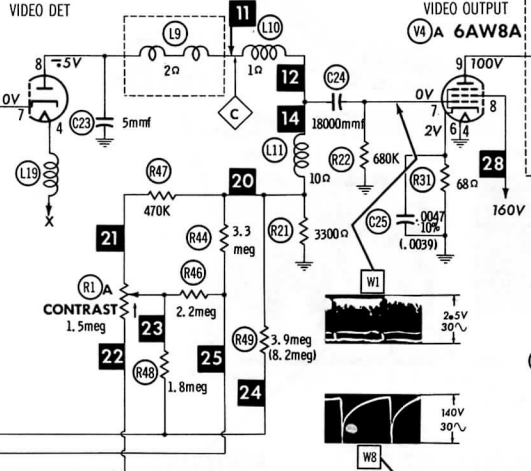 VIDEO DET
VIDEO OUTPUT
V4 A 6AW8A
11
L10
L9
8 -.5V
2Ω
1Ω
9 100V
0V
7
4
C23
5mmf
C
12
C24
0V
7
8
14
18000mmf
2V
6 4
28
L19
L11
R22
680K
R31
68Ω
X
R47
20
10Ω
C25
.0047
10%
(.0039)
160V
470K
21
R44
3.3
meg
R21
3300Ω
R1 A
CONTRAST
1.5meg
R46
2.2meg
W1
23
25
R49
3.9meg
(8.2meg)
2.5V
30~
22
R48
1.8meg
24
140V
30~
W8